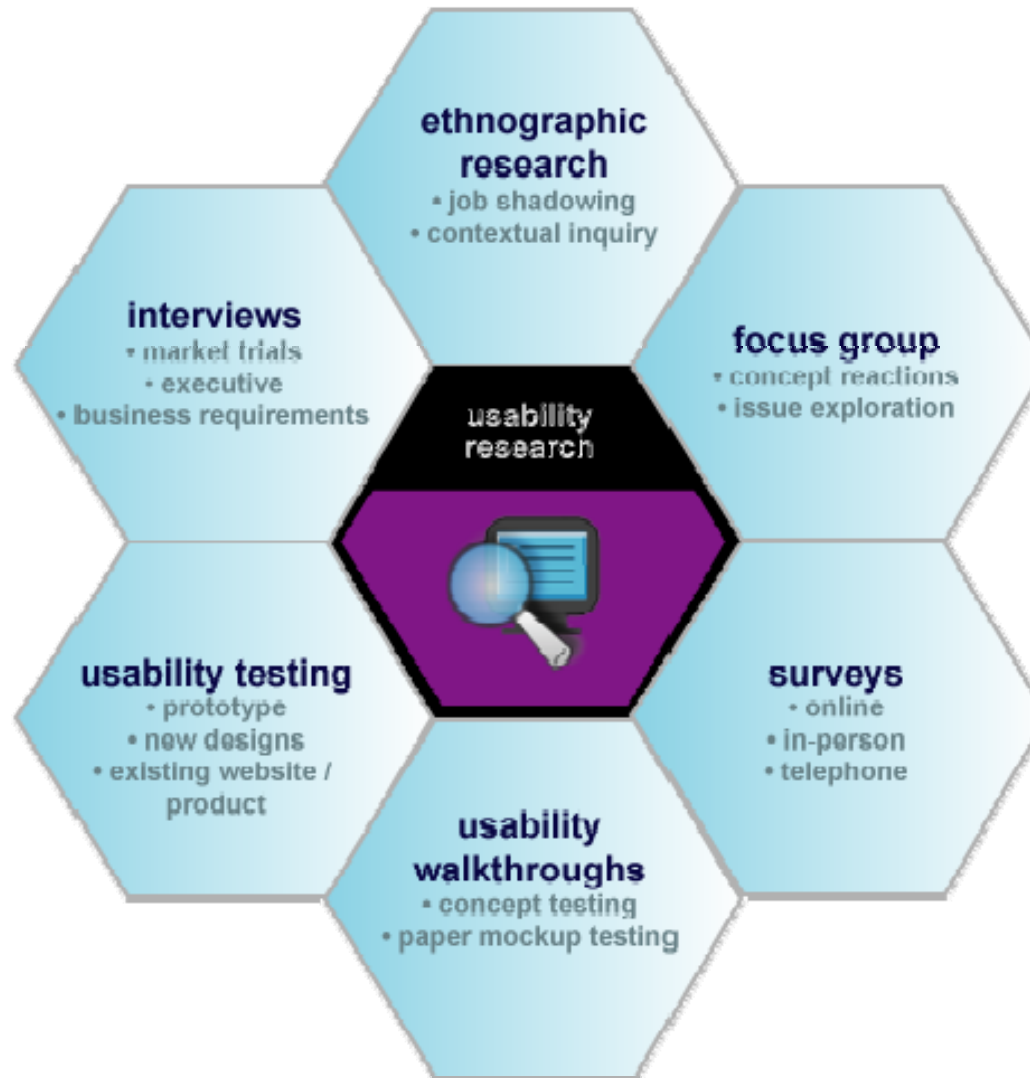 ethnographic
research
• job shadowing
• contextual inquiry
interviews
• market trials
• executive
• business requirements
focus group
• concept reactions
• issue exploration
usability
research
usability testing
• prototype
• new designs
• existing website /
product
surveys
• online
• in-person
• telephone
usability
walkthroughs
• concept testing
• paper mockup testing